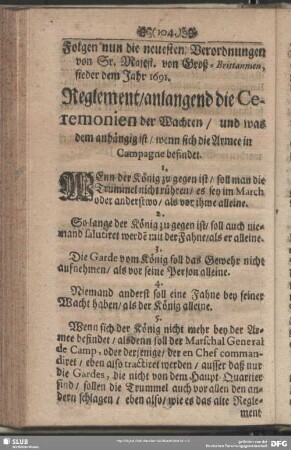 (104.)
Folgen nun die neuesten Verordnungen
von Sr. Majest. von Groß-Brittannien,
sieder dem Jahr 1691.
Reglement/anlangend die Ce-
remonien der Wachten/ und was
dem anhängig ist/ wenn sich die Armee in
Campagne befindet.
1.
WEnn der König zu gegen ist/ soll man die
Trummel nicht rühren/ es sey im March
oder anderstwo/ als vor ihme alleine.
2.
So lange der König zu gegen ist/ soll auch nie-
mand salutiret werdē mit der Fahne/als er alleine.
3.
Die Garde vom König soll das Gewehr nicht
aufnehmen/ als vor seine Person alleine.
4.
Niemand anderst soll eine Fahne bey seiner
Wacht haben/ als der König alleine.
5.
Wenn sich der König nicht mehr bey der Ar-
mee befindet/ alsdenn soll der Marschal General
de Camp, oder derjenige/ der en Chef comman-
diret/ eben also tractiret werden/ ausser daß nur
die Gardes, die nicht von dem Haupt-Quartier
sind/ sollen die Trummel auch vor allen den an-
dern schlagen/ eben also/ wie es das alte Regle-
ment
SLUB